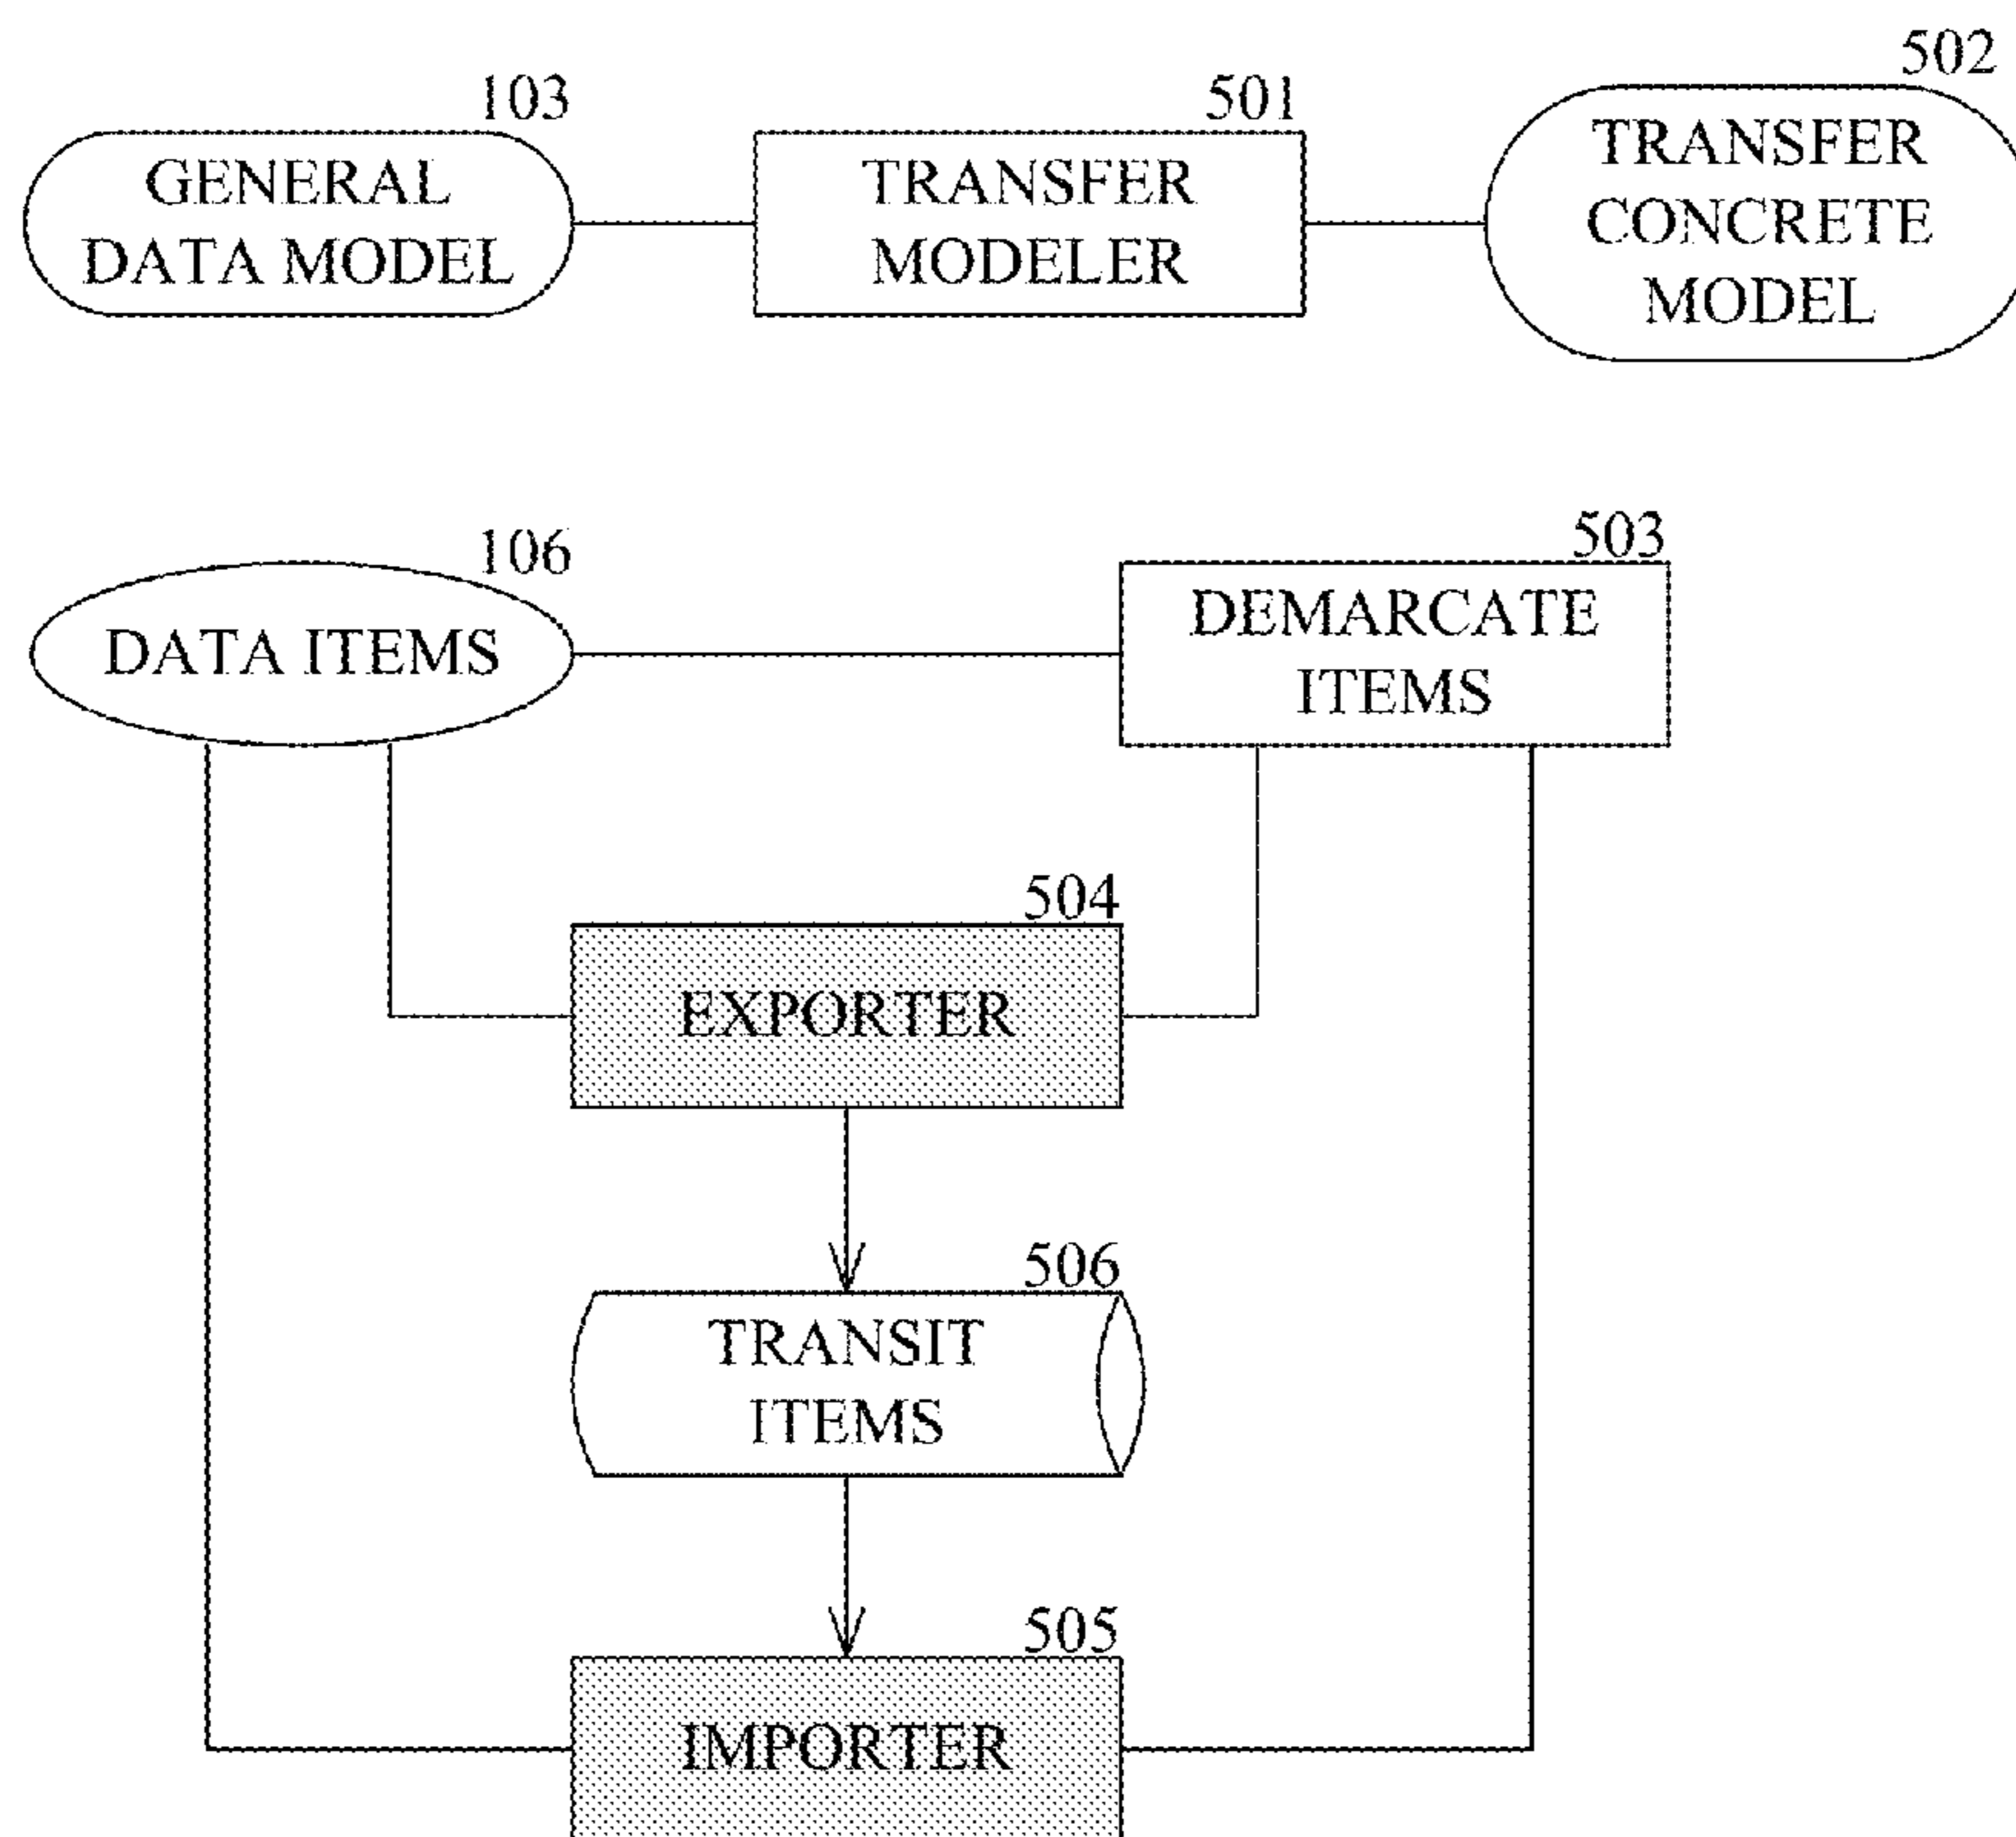 103
GENERAL
DATA MODEL
501
TRANSFER
MODELER
502
TRANSFER
CONCRETE
MODEL
106
DATA ITEMS
503
DEMARCATE
ITEMS
504
EXPORTER
506
TRANSIT
ITEMS
505
IMPORTER